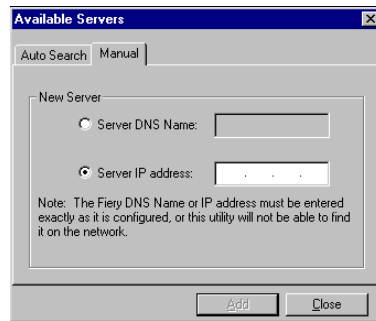 Available Servers
Auto Search Manual
New Server
Server DNS Name:
Server IP address:
Note: The Fiery DNS Name or IP address must be entered
exactly as it is configured, or this utility will not be able to find
it on the network.
Add Close